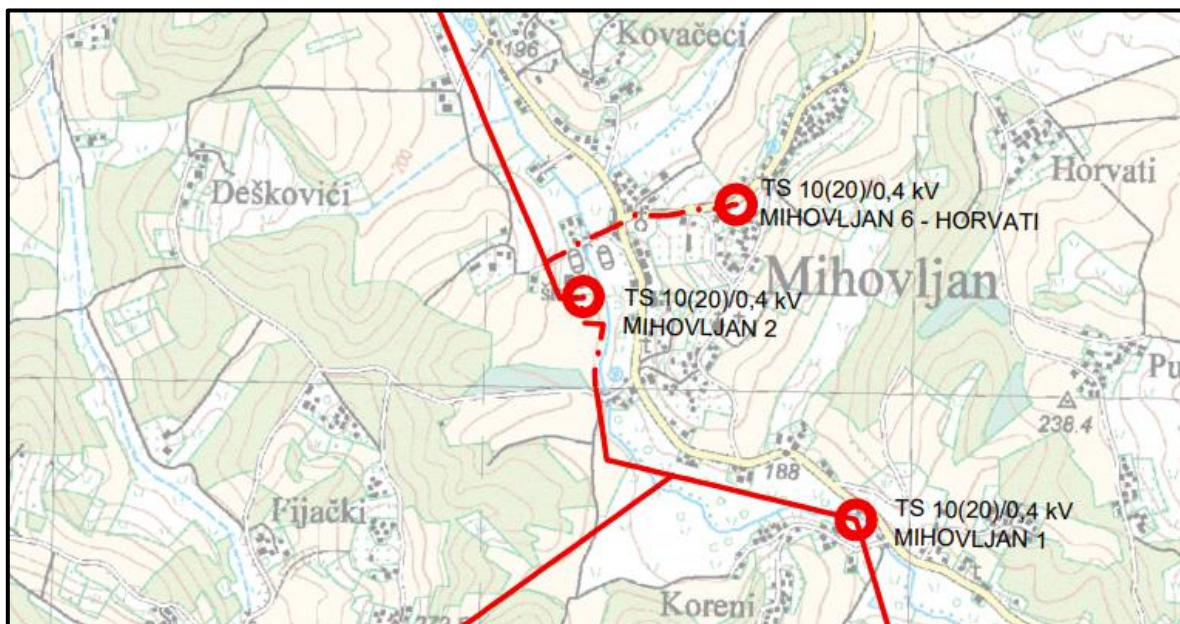 196
Kovačeci
Deškovići
200
Horvati
TS 10(20)/0,4 kV
MIHOVLJAN 6 - HORVATI
Mihovljan
TS 10(20)/0,4 kV
MIHOVLJAN 2
Pu
238.4
188
Fijački
TS 10(20)/0,4 kV
MIHOVLJAN 1
Koreni